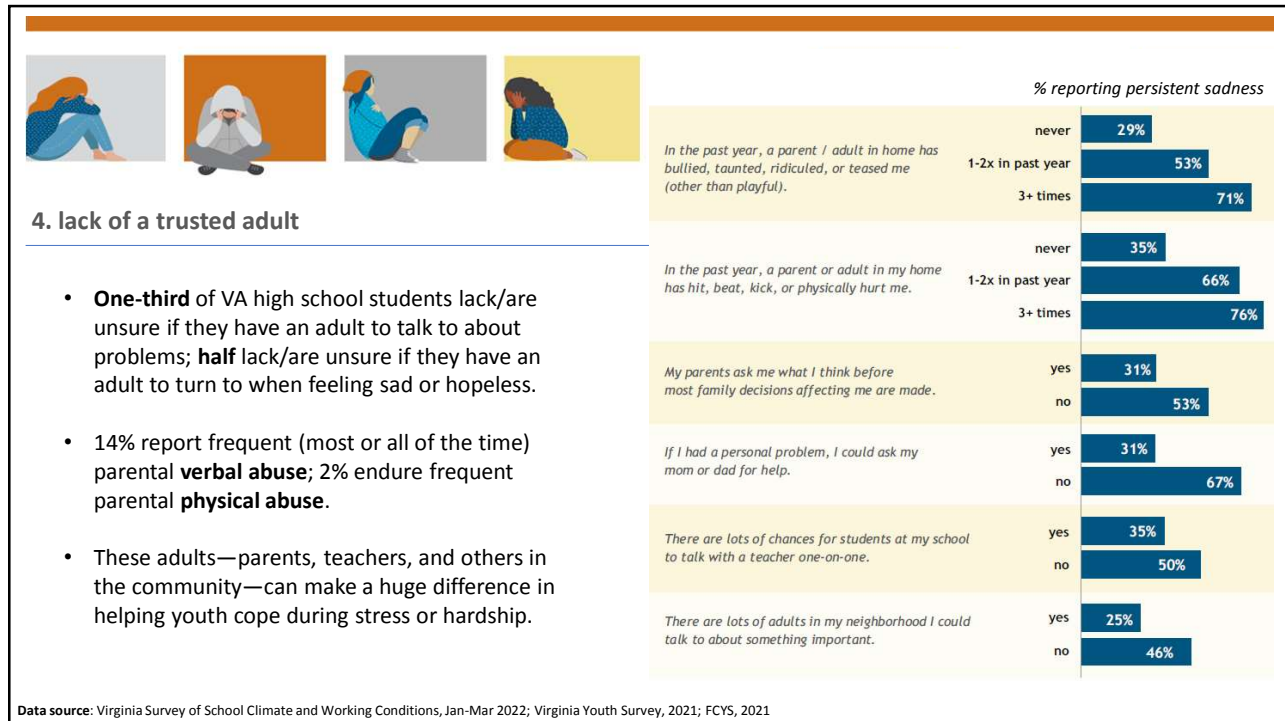 4. lack of a trusted adult
• One-third of VA high school students lack/are
unsure if they have an adult to talk to about
problems; half lack/are unsure if they have an
adult to turn to when feeling sad or hopeless.
• 14% report frequent (most or all of the time)
parental verbal abuse; 2% endure frequent
parental physical abuse.
• These adults—parents, teachers, and others in
the community—can make a huge difference in
helping youth cope during stress or hardship.
% reporting persistent sadness
In the past year, a parent / adult in home has
bullied, taunted, ridiculed, or teased me
(other than playful).
never 29%
1-2x in past year 53%
3+ times 71%
In the past year, a parent or adult in my home
has hit, beat, kick, or physically hurt me.
never 35%
1-2x in past year 66%
3+ times 76%
My parents ask me what I think before
most family decisions affecting me are made.
yes 31%
no 53%
If I had a personal problem, I could ask my
mom or dad for help.
yes 31%
no 67%
There are lots of chances for students at my school
to talk with a teacher one-on-one.
yes 35%
no 50%
There are lots of adults in my neighborhood I could
talk to about something important.
yes 25%
no 46%
Data source: Virginia Survey of School Climate and Working Conditions, Jan-Mar 2022; Virginia Youth Survey, 2021; FCYS, 2021